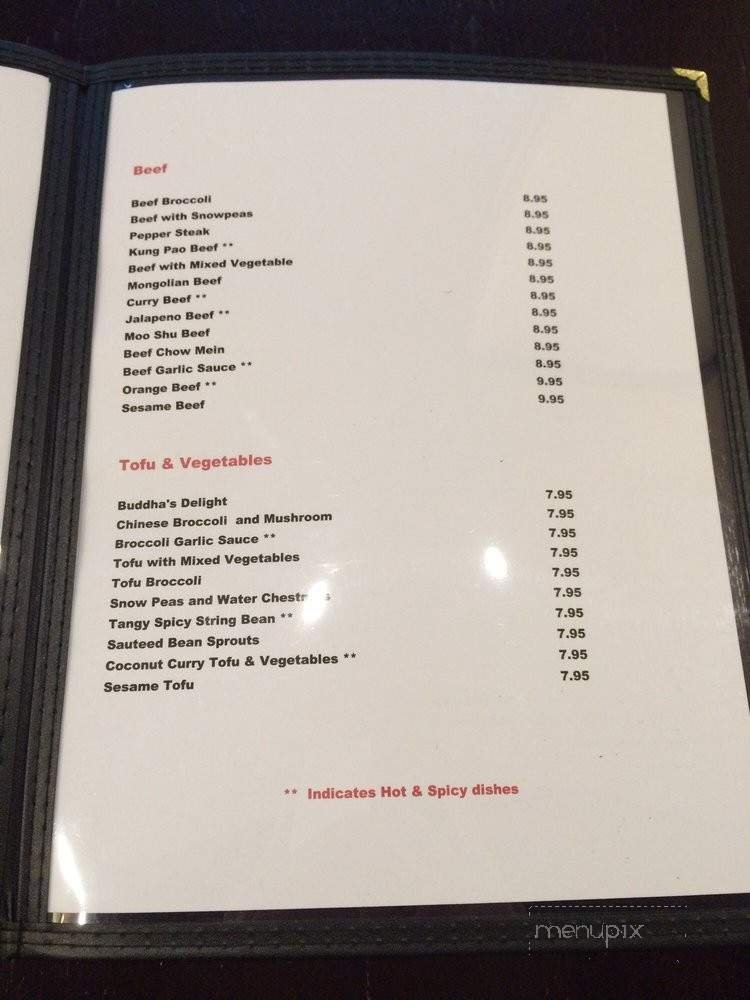 Beef
Beef Broccoli 8.95
Beef with Snowpeas 8.95
Pepper Steak 8.95
Kung Pao Beef ** 8.95
Beef with Mixed Vegetable 8.95
Mongolian Beef 8.95
Curry Beef ** 8.95
Jalapeno Beef ** 8.95
Moo Shu Beef 8.95
Beef Chow Mein 8.95
Beef Garlic Sauce ** 8.95
Orange Beef ** 9.95
Sesame Beef 9.95
Tofu & Vegetables
Buddha's Delight 7.95
Chinese Broccoli and Mushroom 7.95
Broccoli Garlic Sauce ** 7.95
Tofu with Mixed Vegetables 7.95
Tofu Broccoli 7.95
Snow Peas and Water 7.95
Tangy Spicy String Bean ** 7.95
Sauteed Bean Sprouts 7.95
Coconut Curry Tofu & Vegetables ** 7.95
Sesame Tofu 7.95
** Indicates Hot & Spicy dishes
menupix